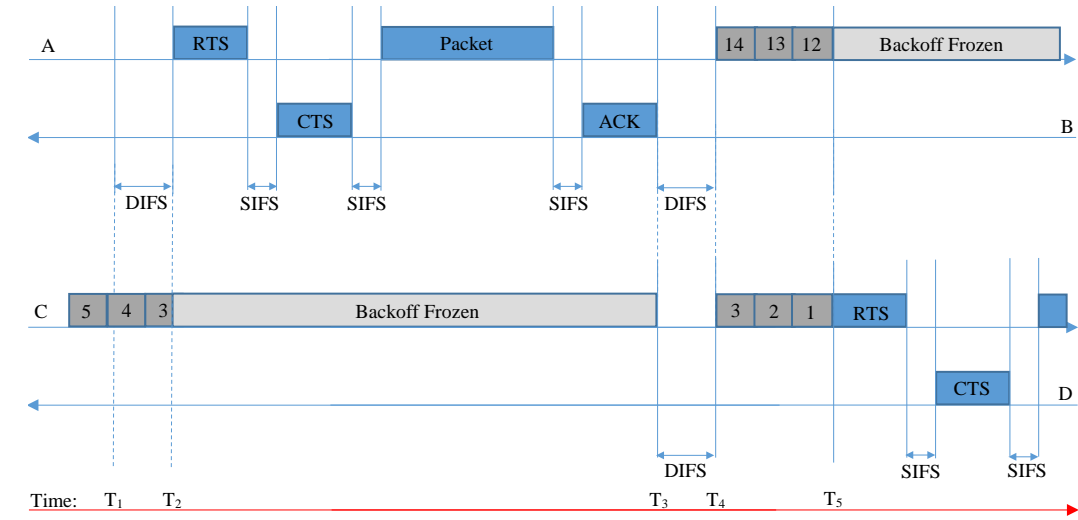 A RTS Packet 14 13 12 Backoff Frozen
CTS ACK B
DIFS SIFS SIFS SIFS DIFS
C 5 4 3 Backoff Frozen 3 2 1 RTS
CTS D
DIFS SIFS SIFS
Time: T₁ T₂ T₃ T₄ T₅